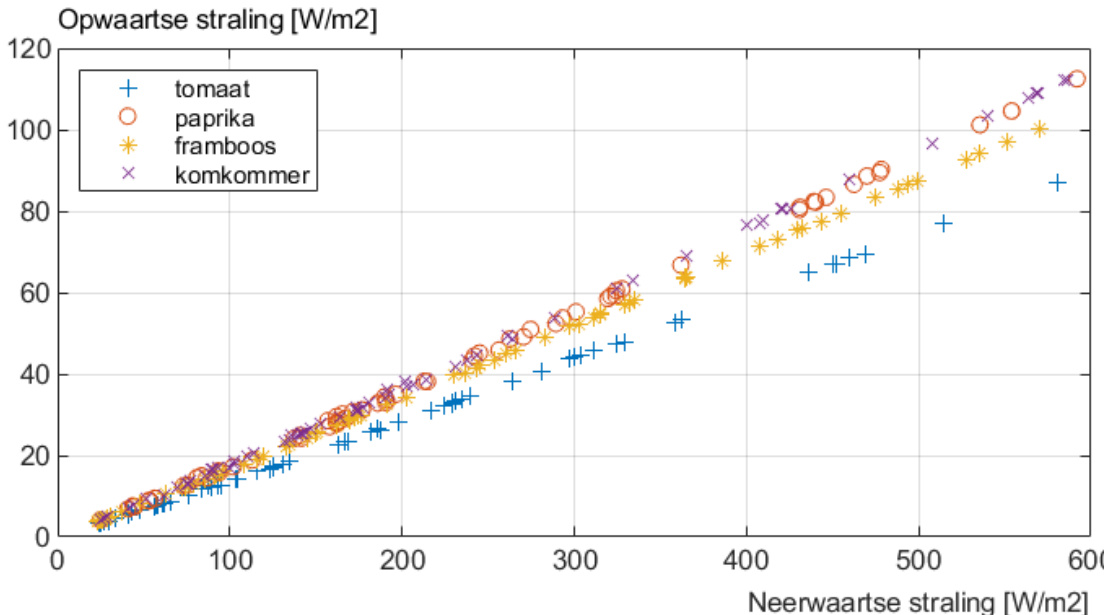 Opwaartse straling [W/m2]
120
100
80
60
40
20
0
tomaat
paprika
framboos
komkommer
0 100 200 300 400 500 600
Neerwaartse straling [W/m2]